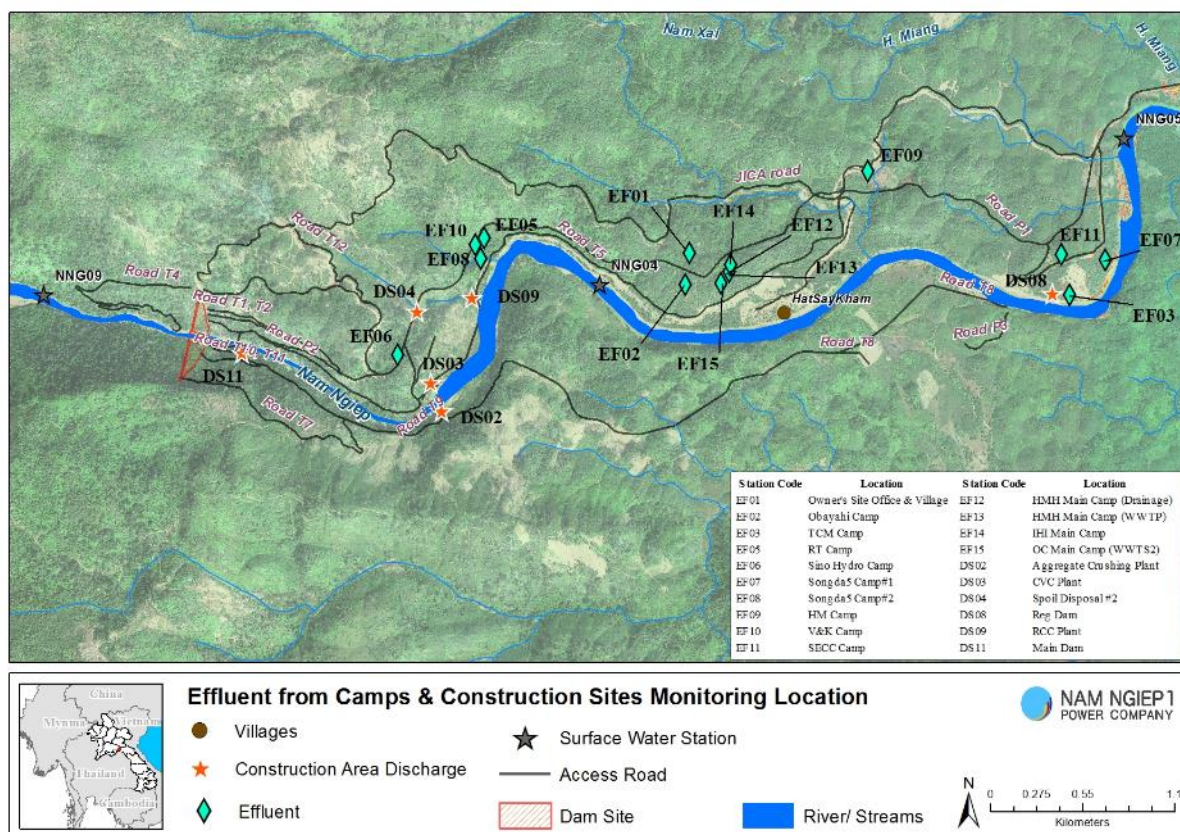 Nam Xai
H. Miang
H. Miang
NNG05
EF09
JICA road
EF01
EF14
EF12
Road T12
EF10
EF05
EF08
Road T5
Road P1
EF11
EF07
NNG09
Road T4
NNG04
EF13
DS08
Road T8
DS04
DS09
HatSayKham
Road T1, T2
EF03
Road P2
EF06
EF02
EF15
Road T8
Road P3
Road T10, T11
DS03
DS11
Nam Ngiep
Road T9
DS02
Road T7
Station Code Location Station Code Location
EF01 Owner's Site Office & Village EF12 HMH Main Camp (Drainage)
EF02 Obayahi Camp EF13 HMH Main Camp (WWTP)
EF03 TCM Camp EF14 IHI Main Camp
EF05 RT Camp EF15 OC Main Camp (WWTS2)
EF06 Sino Hydro Camp DS02 Aggregate Crushing Plant
EF07 Songda5 Camp#1 DS03 CVC Plant
EF08 Songda5 Camp#2 DS04 Spoil Disposal #2
EF09 HM Camp DS08 Reg Dam
EF10 V&K Camp DS09 RCC Plant
EF11 SECC Camp DS11 Main Dam
China
Vietnam
Thailand
Cambodia
Effluent from Camps & Construction Sites Monitoring Location
Villages
Surface Water Station
Construction Area Discharge
Access Road
Effluent
Dam Site
River/ Streams
NAM NGIEP 1
POWER COMPANY
N
0 0.275 0.55 1.1
Kilometers